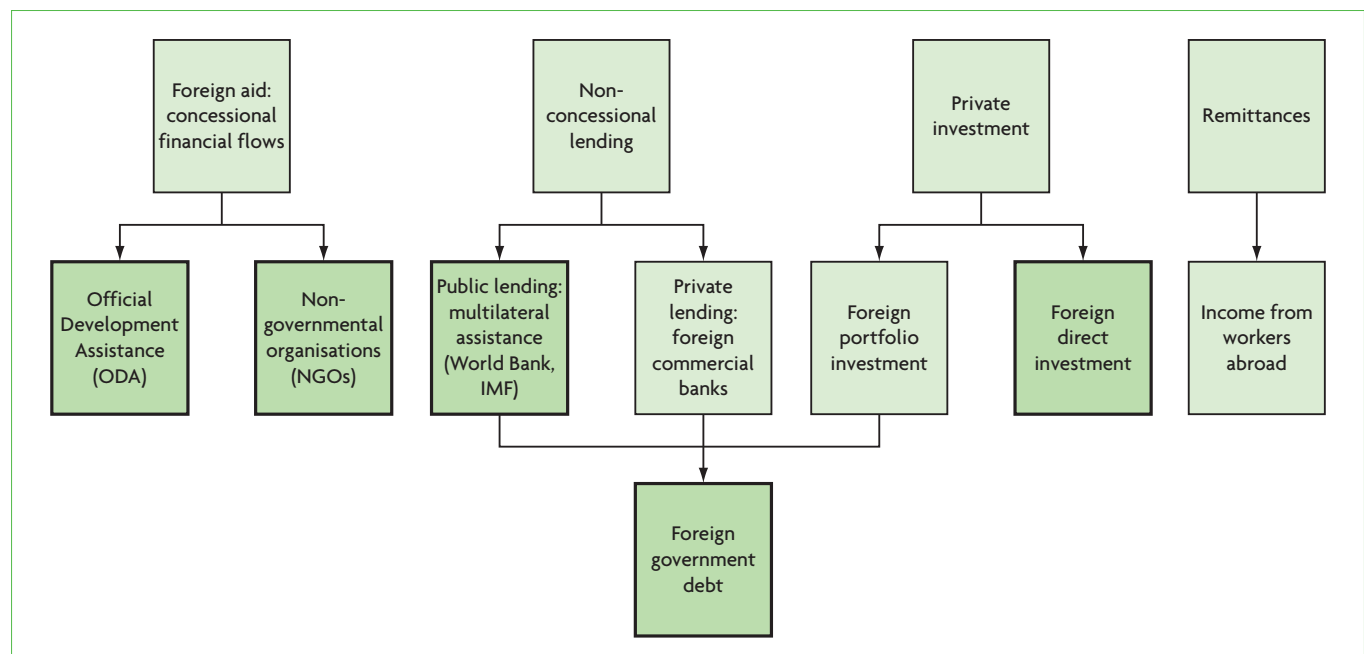 Foreign aid:
concessional
financial flows
Non-
concessional
lending
Private
investment
Remittances
Official
Development
Assistance
(ODA)
Non-
governmental
organisations
(NGOs)
Public lending:
multilateral
assistance
(World Bank,
IMF)
Private
lending:
foreign
commercial
banks
Foreign
portfolio
investment
Foreign
direct
investment
Income from
workers
abroad
Foreign
government
debt